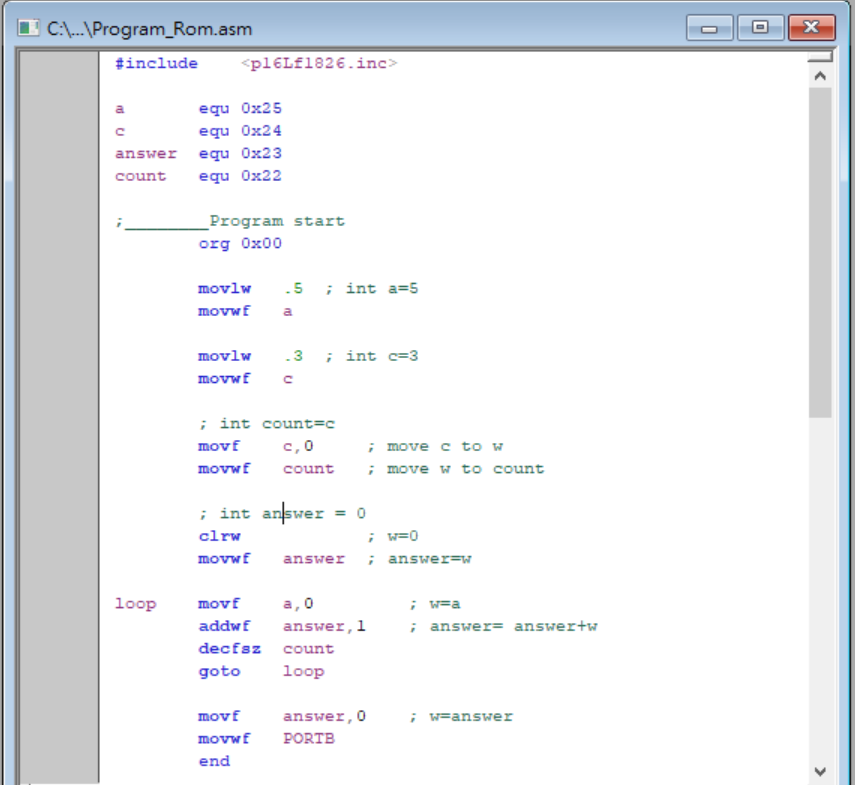 C:\...\Program_Rom.asm
#include    <p16Lf1826.inc>
a       equ 0x25
c       equ 0x24
answer  equ 0x23
count   equ 0x22
;________Program start
        org 0x00
        movlw   .5  ; int a=5
        movwf   a
        movlw   .3  ; int c=3
        movwf   c
        ; int count=c
        movf    c,0     ; move c to w
        movwf   count   ; move w to count
        ; int answer = 0
        clrw            ; w=0
        movwf   answer  ; answer=w
loop    movf    a,0         ; w=a
        addwf   answer,1    ; answer= answer+w
        decfsz  count
        goto    loop
        movf    answer,0    ; w=answer
        movwf   PORTB
        end